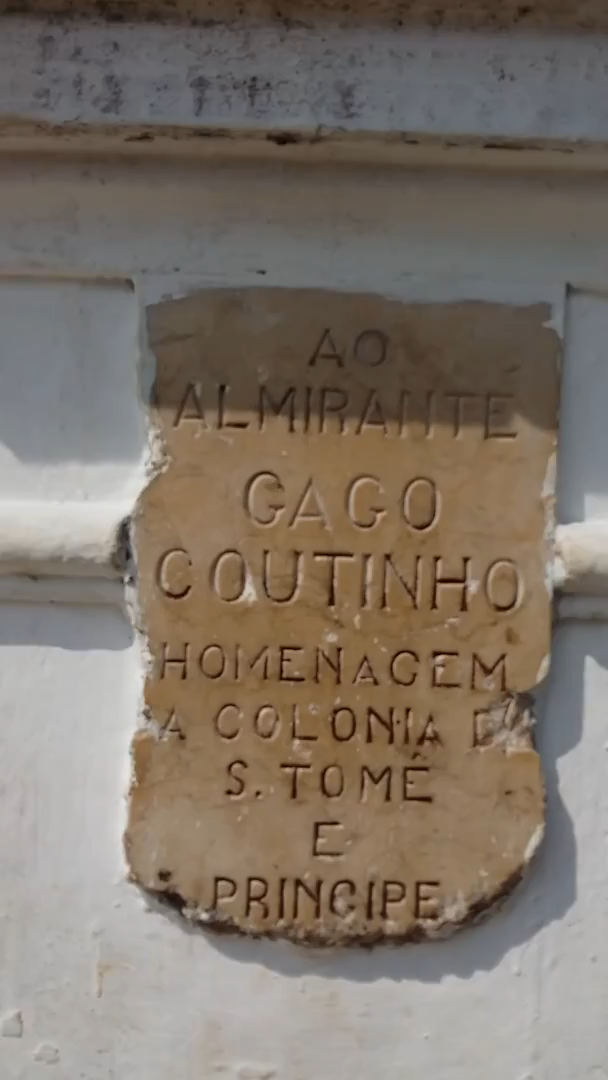 AO
ALMIRANTE
GAGO
COUTINHO
HOMENAGEM
A COLONIA
S. TOMÉ
E
PRINCIPE